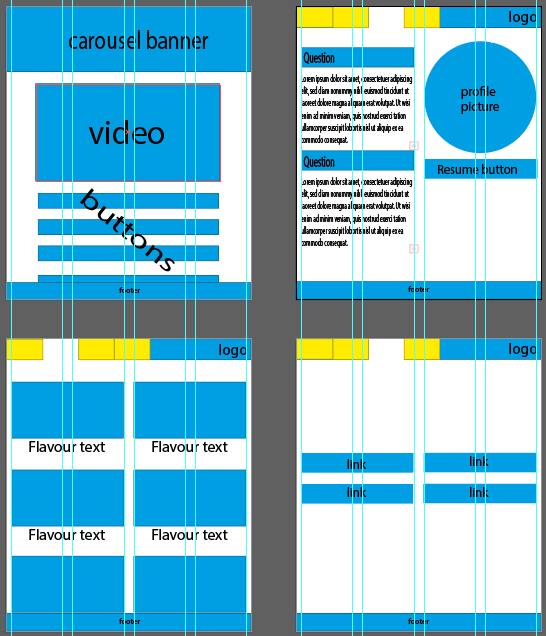 carousel banner
video
buttons
footer
logo
Question
Lorem ipsum dolor sit amet, consectetuer adipiscing
elit, sed diam nonummy nibh euismod tincidunt ut
laoreet dolore magna aliquam erat volutpat. Ut wisi
enim ad minim veniam, quis nostrud exerci tation
ullamcorper suscipit lobortis nisl ut aliquip ex ea
commodo consequat.
Question
Lorem ipsum dolor sit amet, consectetuer adipiscing
elit, sed diam nonummy nibh euismod tincidunt ut
laoreet dolore magna aliquam erat volutpat. Ut wisi
enim ad minim veniam, quis nostrud exerci tation
ullamcorper suscipit lobortis nisl ut aliquip ex ea
commodo consequat.
profile
picture
Resume button
footer
logo
Flavour text
Flavour text
Flavour text
Flavour text
footer
logo
link
link
link
link
footer